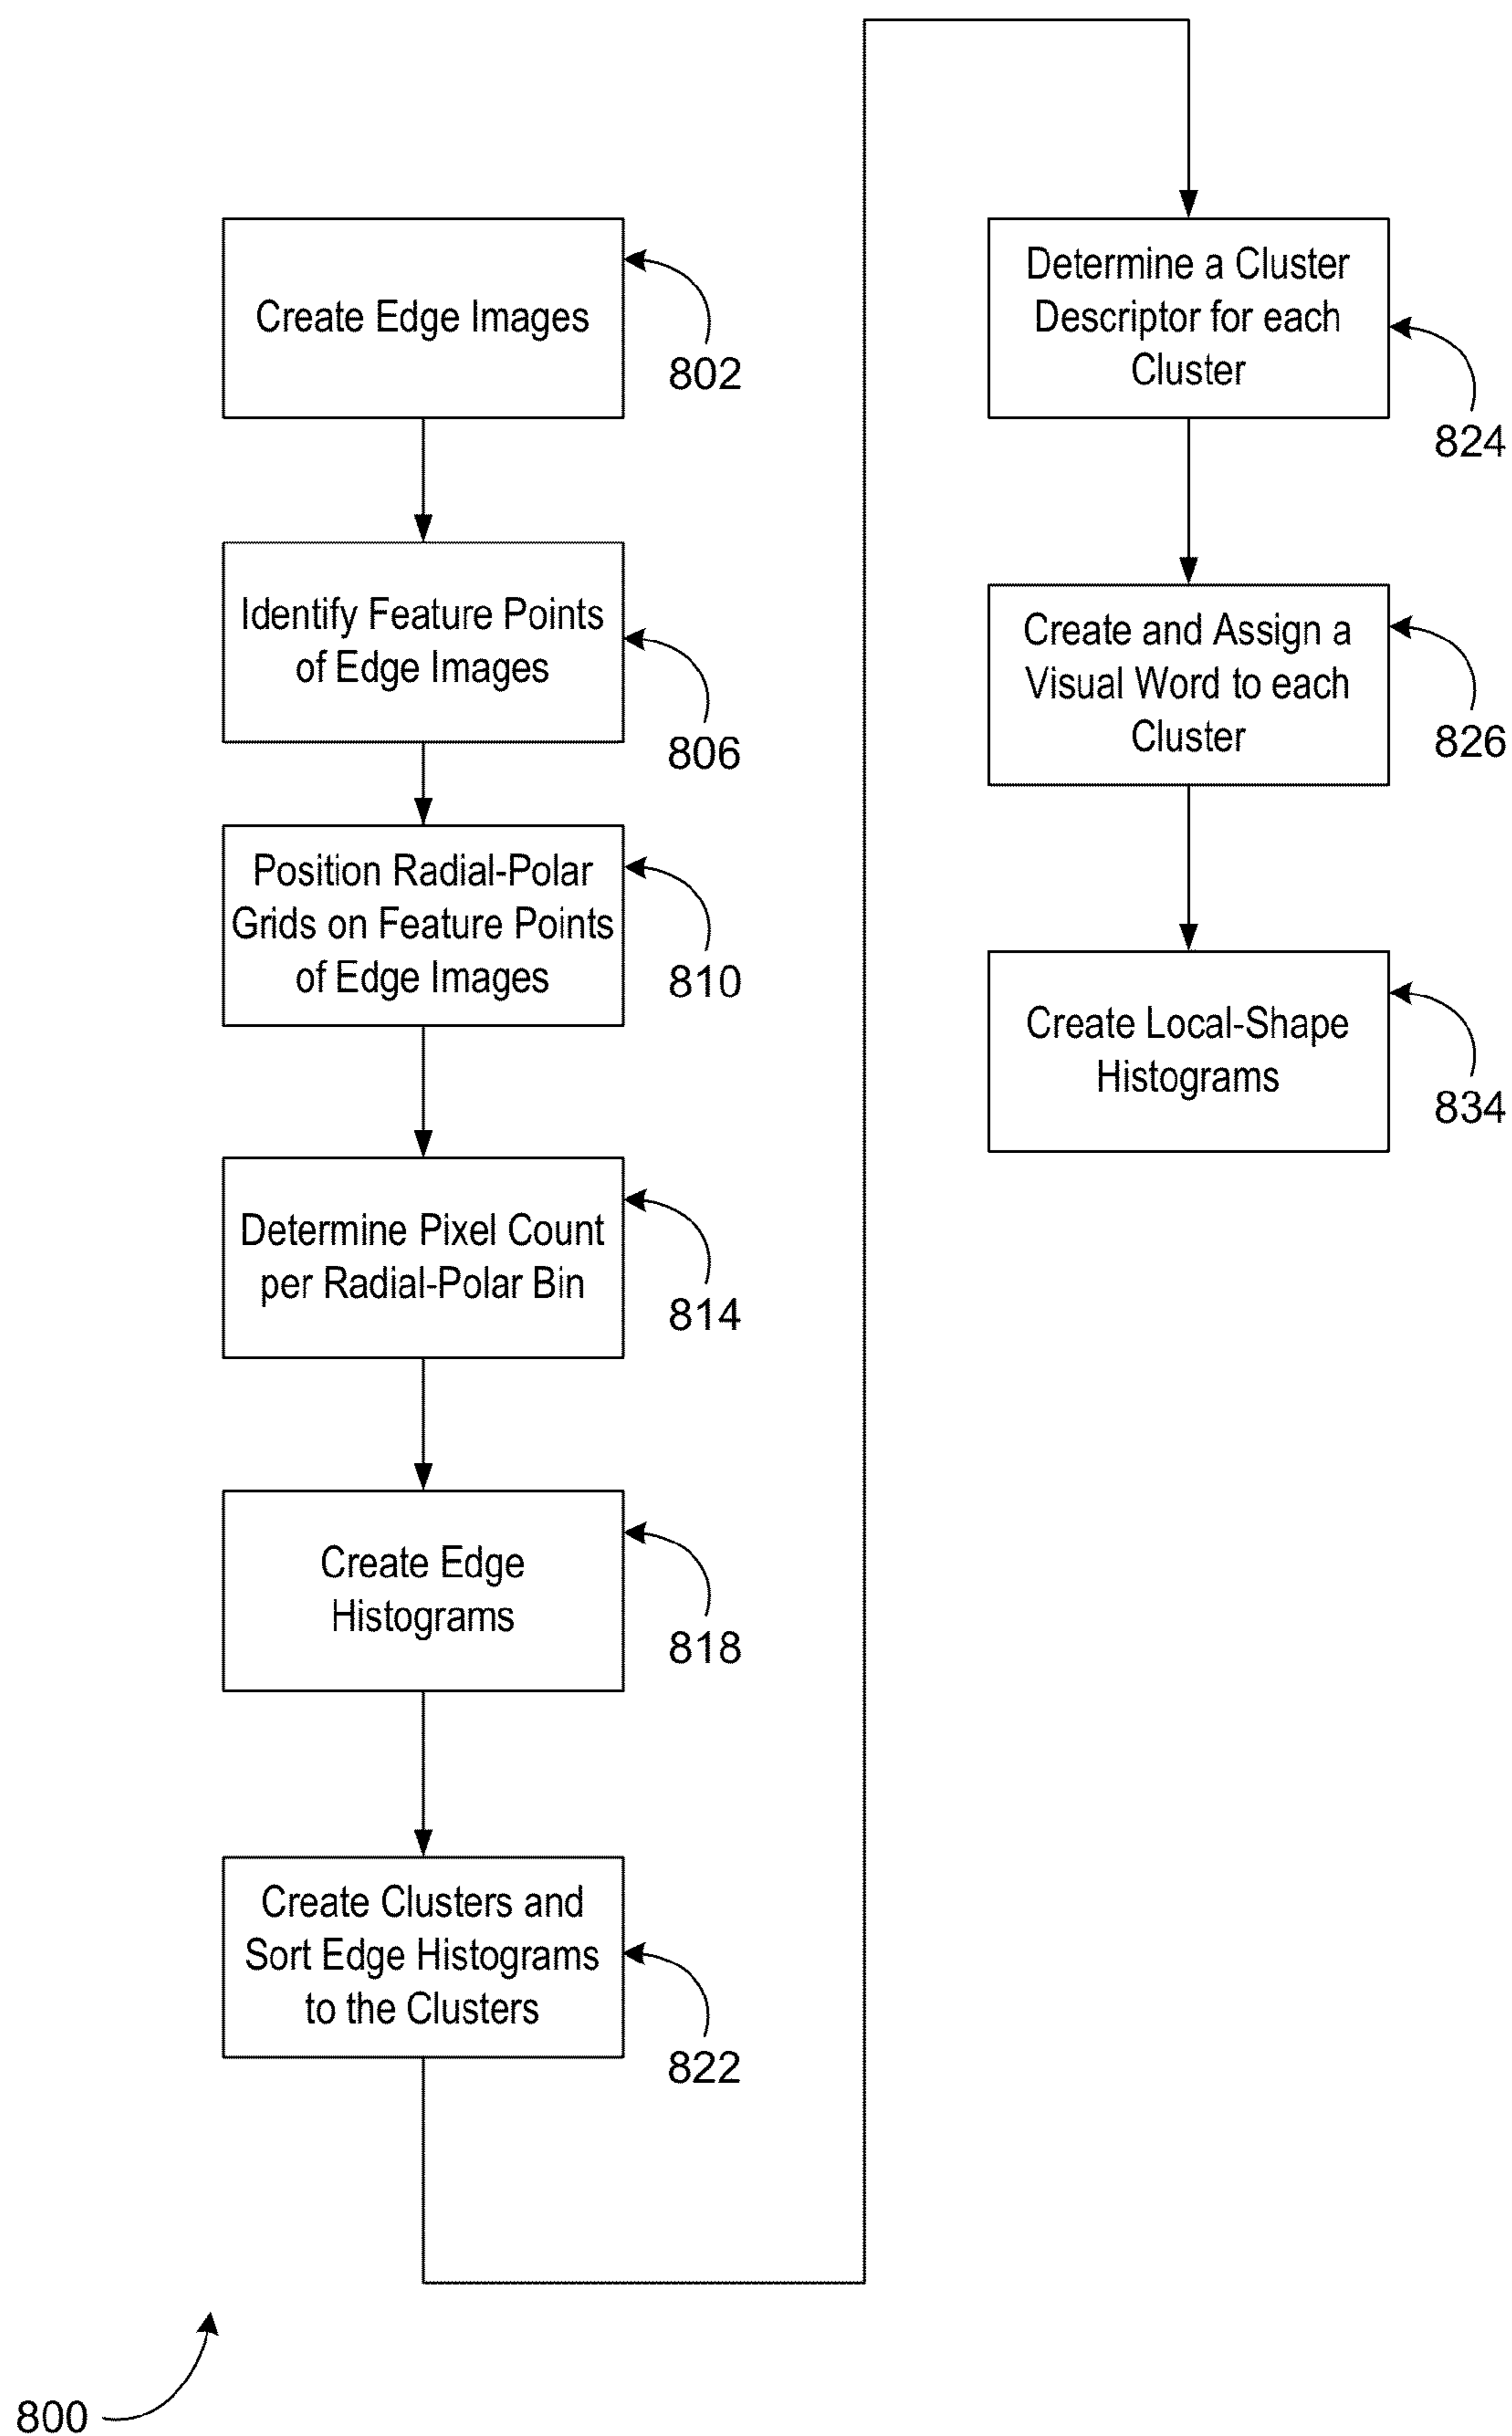 Create Edge Images
802
Identify Feature Points
of Edge Images
806
Position Radial-Polar
Grids on Feature Points
of Edge Images
810
Determine Pixel Count
per Radial-Polar Bin
814
Create Edge
Histograms
818
Create Clusters and
Sort Edge Histograms
to the Clusters
822
Determine a Cluster
Descriptor for each
Cluster
824
Create and Assign a
Visual Word to each
Cluster
826
Create Local-Shape
Histograms
834
800